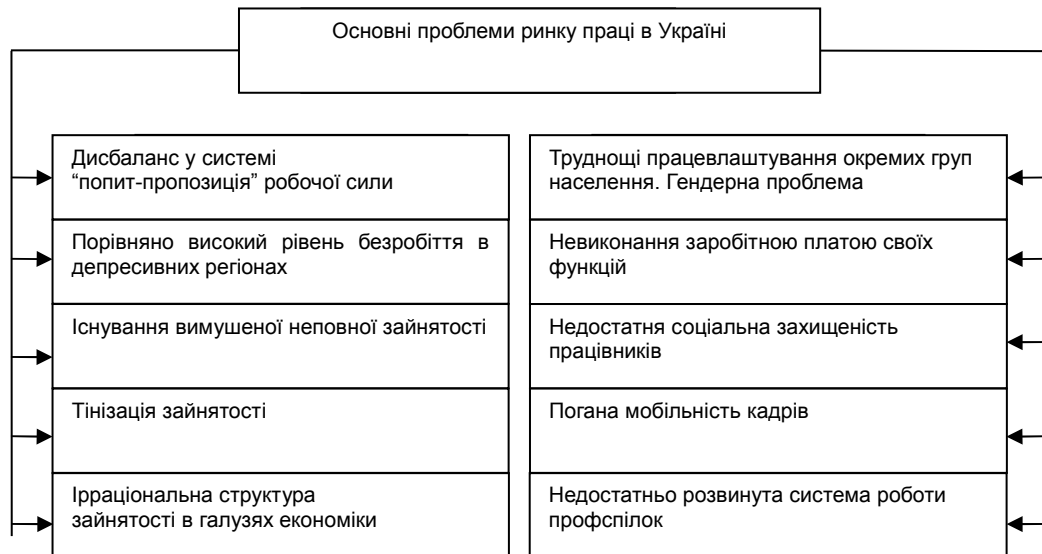 Основні проблеми ринку праці в Україні
Дисбаланс у системі
“попит-пропозиція” робочої сили
Порівняно високий рівень безробіття в
депресивних регіонах
Існування вимушеної неповної зайнятості
Тінізація зайнятості
Ірраціональна структура
зайнятості в галузях економіки
Труднощі працевлаштування окремих груп
населення. Гендерна проблема
Невиконання заробітною платою своїх
функцій
Недостатня соціальна захищеність
працівників
Погана мобільність кадрів
Недостатньо розвинута система роботи
профспілок